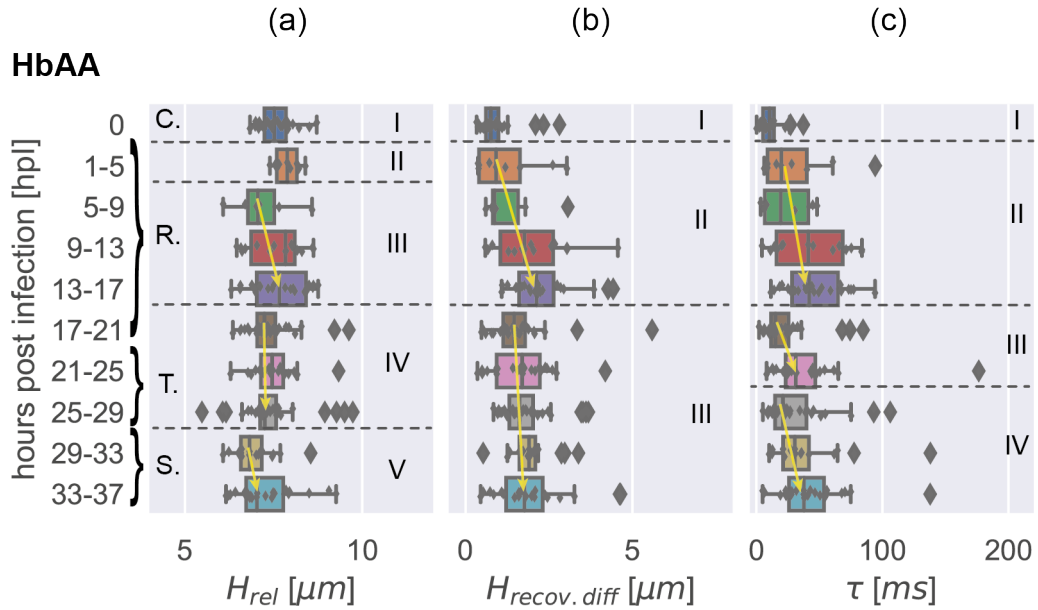 (a) (b) (c)
HbAA
hours post infection [hpI]
0
1-5
5-9
9-13
13-17
17-21
21-25
25-29
29-33
33-37
C.
R.
T.
S.
I
II
III
IV
V
I
II
III
I
II
III
IV
5 10
0 5
0 100 200
H_rel [μm]
H_recov. diff [μm]
τ [ms]